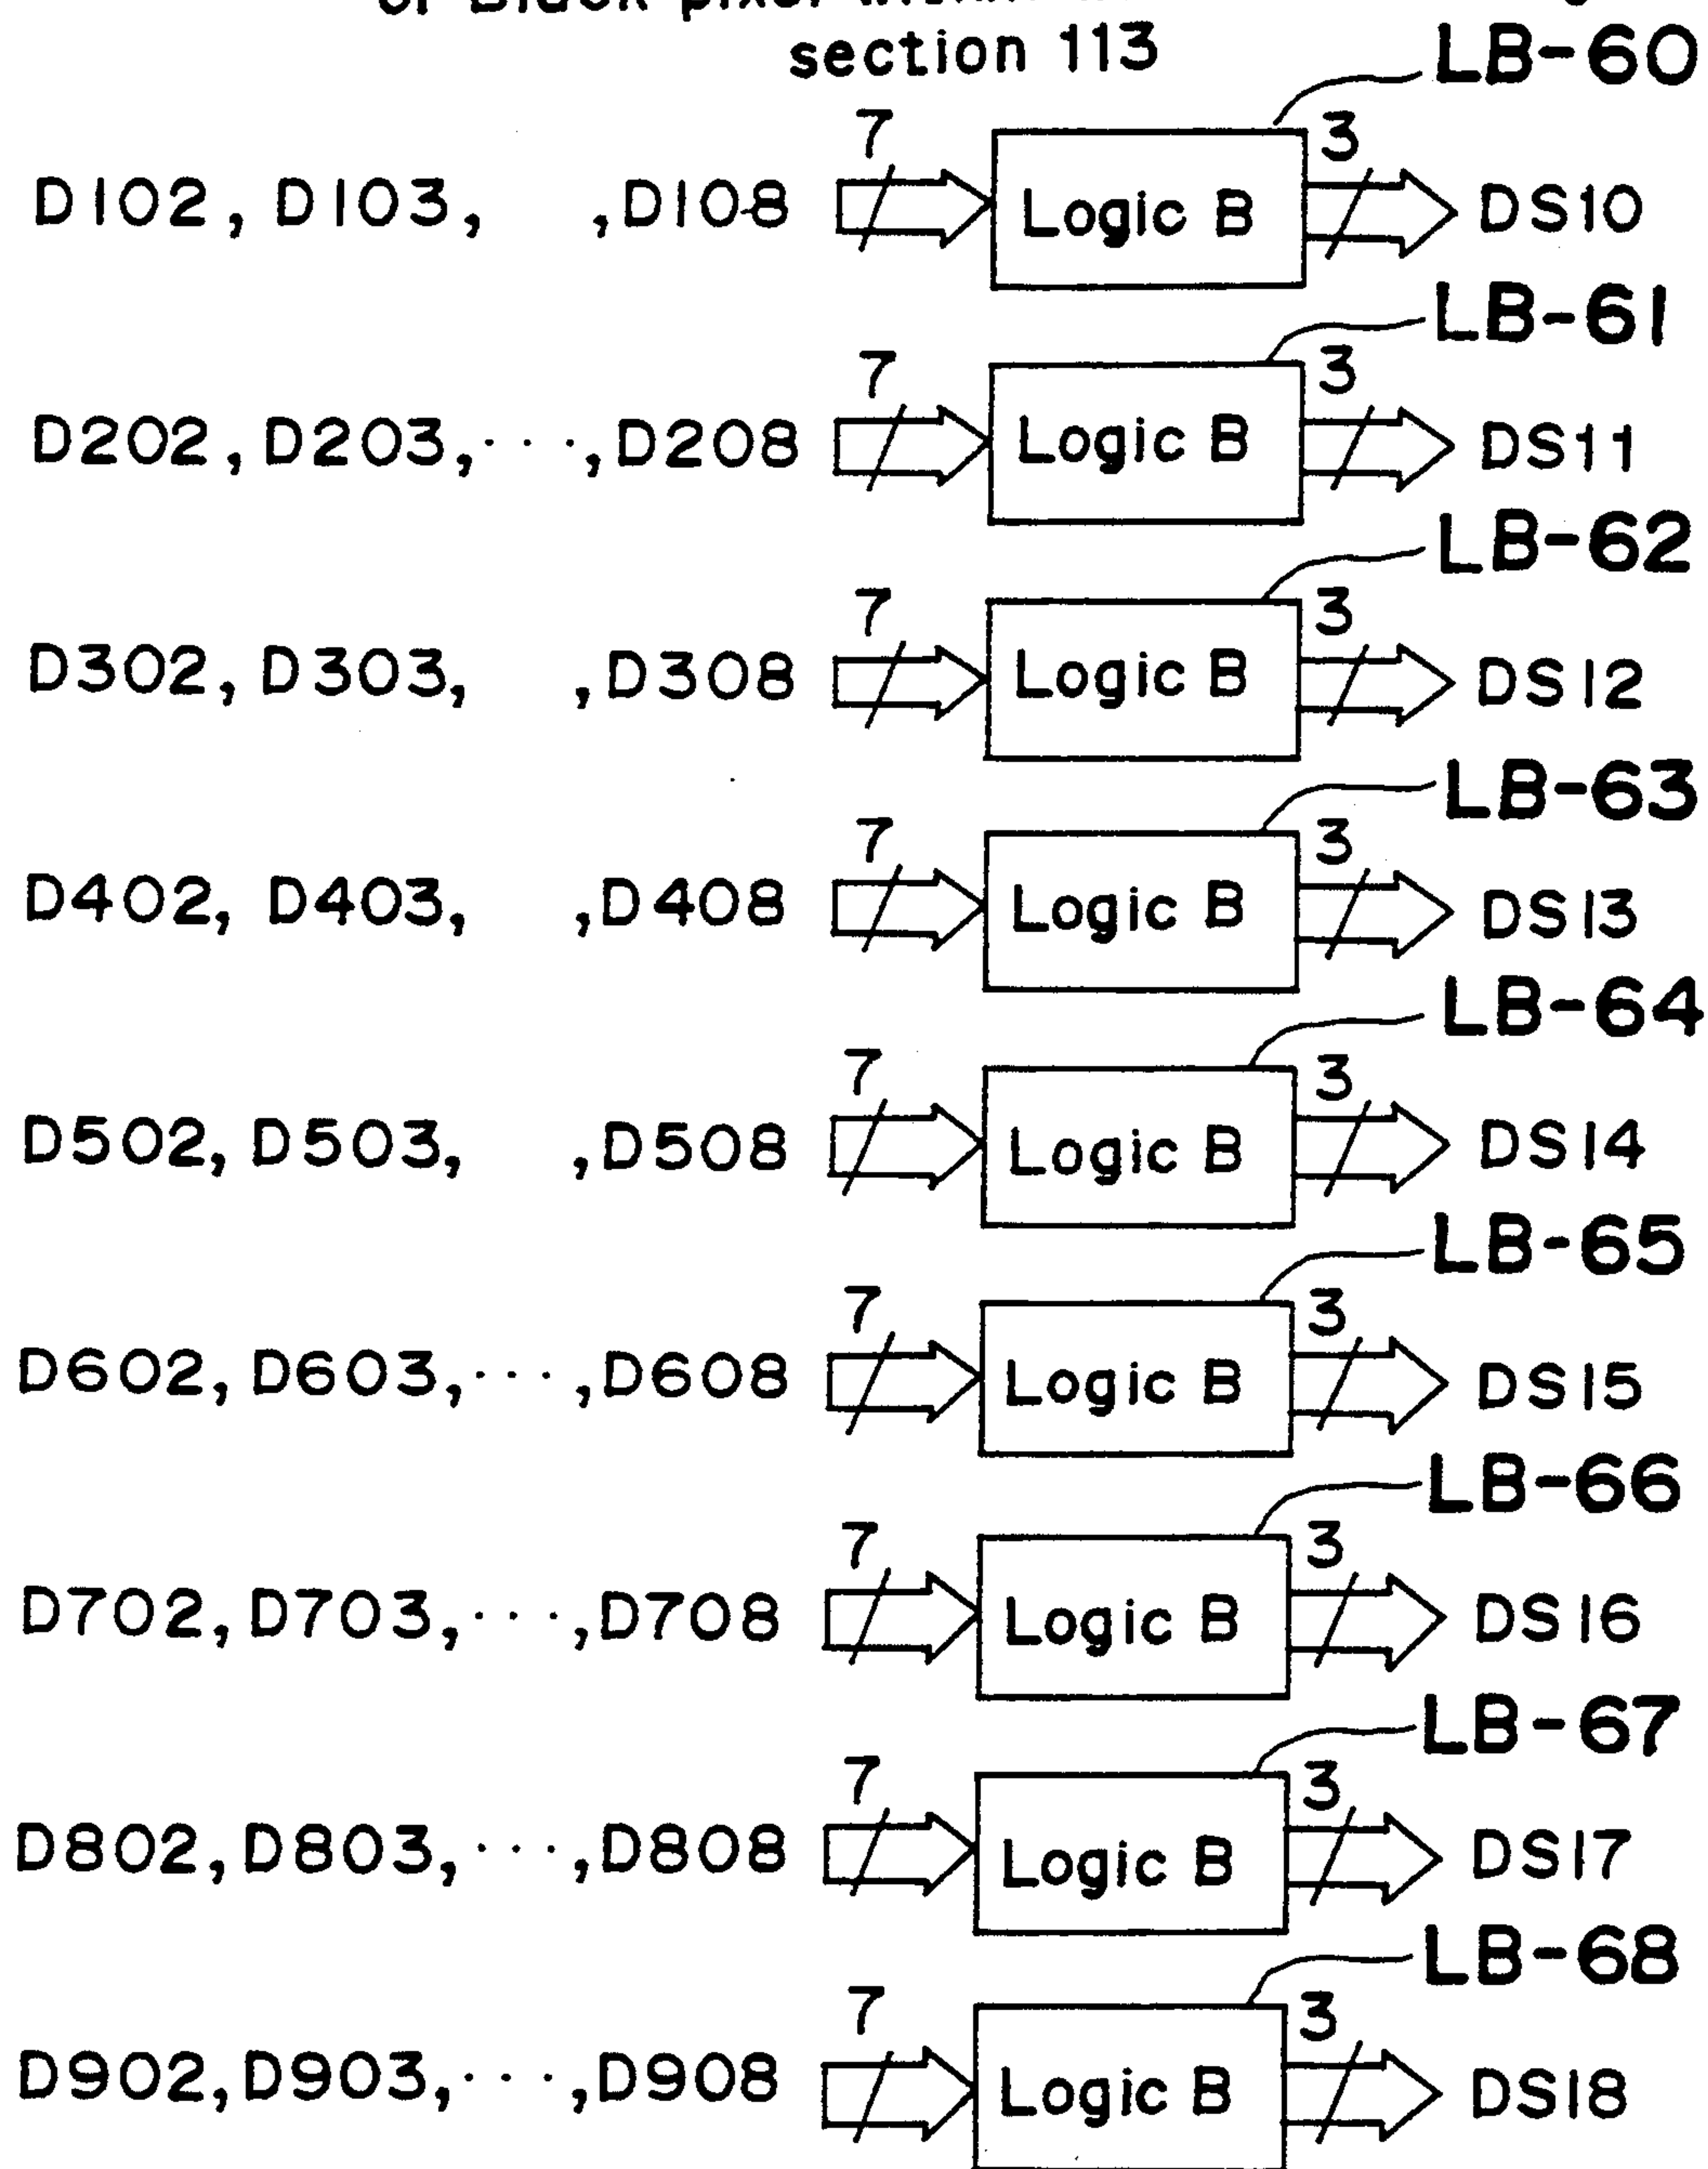 section 113
LB-60
7 3
D102, D103, ,D108 Logic B DS10
LB-61
7 3
D202, D203,···,D208 Logic B DS11
LB-62
7 3
D302, D303, ,D308 Logic B DS12
LB-63
7 3
D402, D403, ,D408 Logic B DS13
LB-64
7 3
D502, D503, ,D508 Logic B DS14
LB-65
7 3
D602, D603,··· ,D608 Logic B DS15
LB-66
7 3
D702, D703,···,D708 Logic B DS16
LB-67
7 3
D802, D803,···,D808 Logic B DS17
LB-68
7 3
D902, D903,···,D908 Logic B DS18